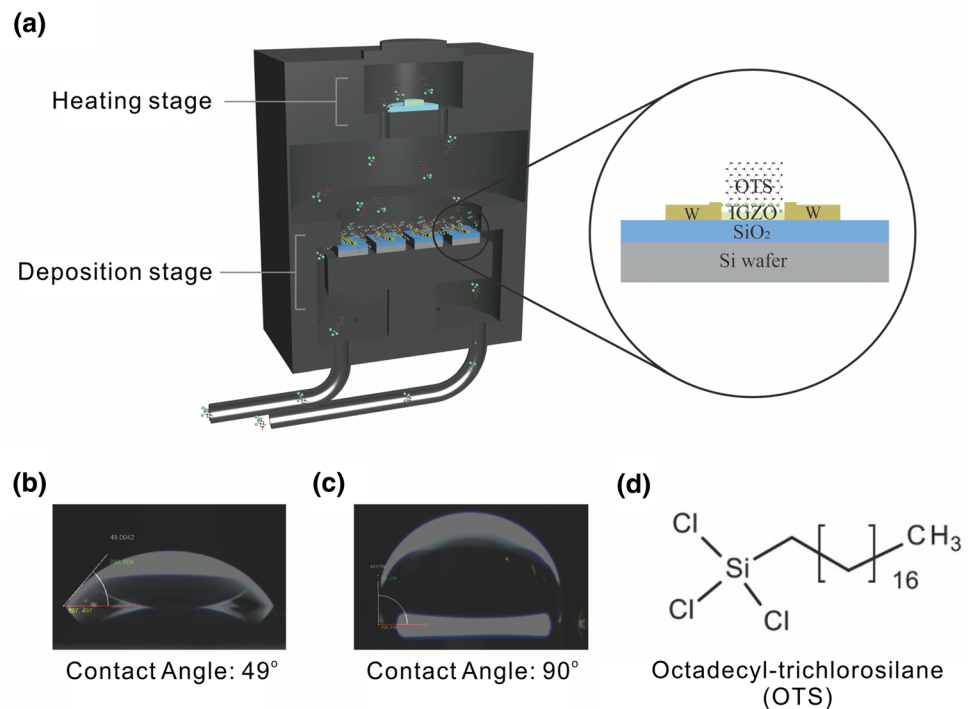 (a)
Heating stage
Deposition stage
OTS
W
IGZO
W
SiO₂
Si wafer
(b)
49.0042
Contact Angle: 49°
(c)
Contact Angle: 90°
(d)
Cl
Cl
Si
Cl
CH₃
16
Octadecyl-trichlorosilane
(OTS)